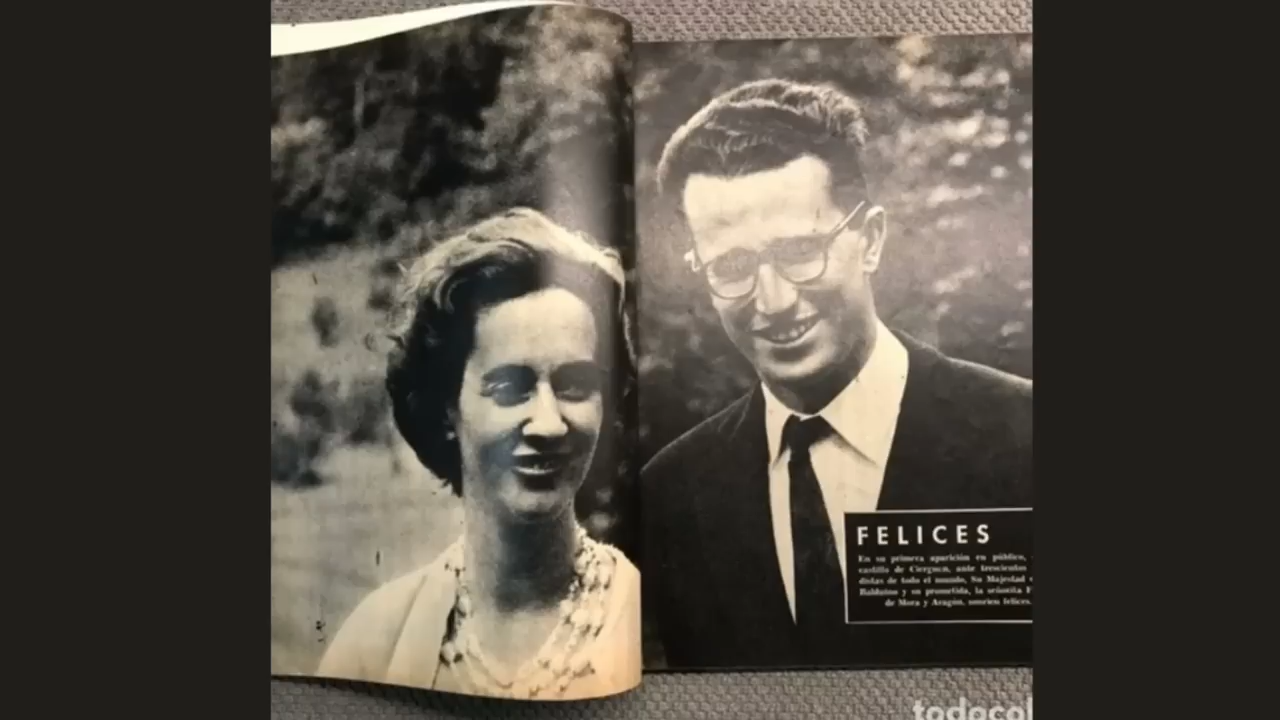 FELICES
En su primera aparición en público,
castillo de Ciergnon, ante trescientos
distas de todo el mundo, Su Majestad
Balduino y su prometida, la señorita F
de Mora y Aragón, sonríen felices.
todocol